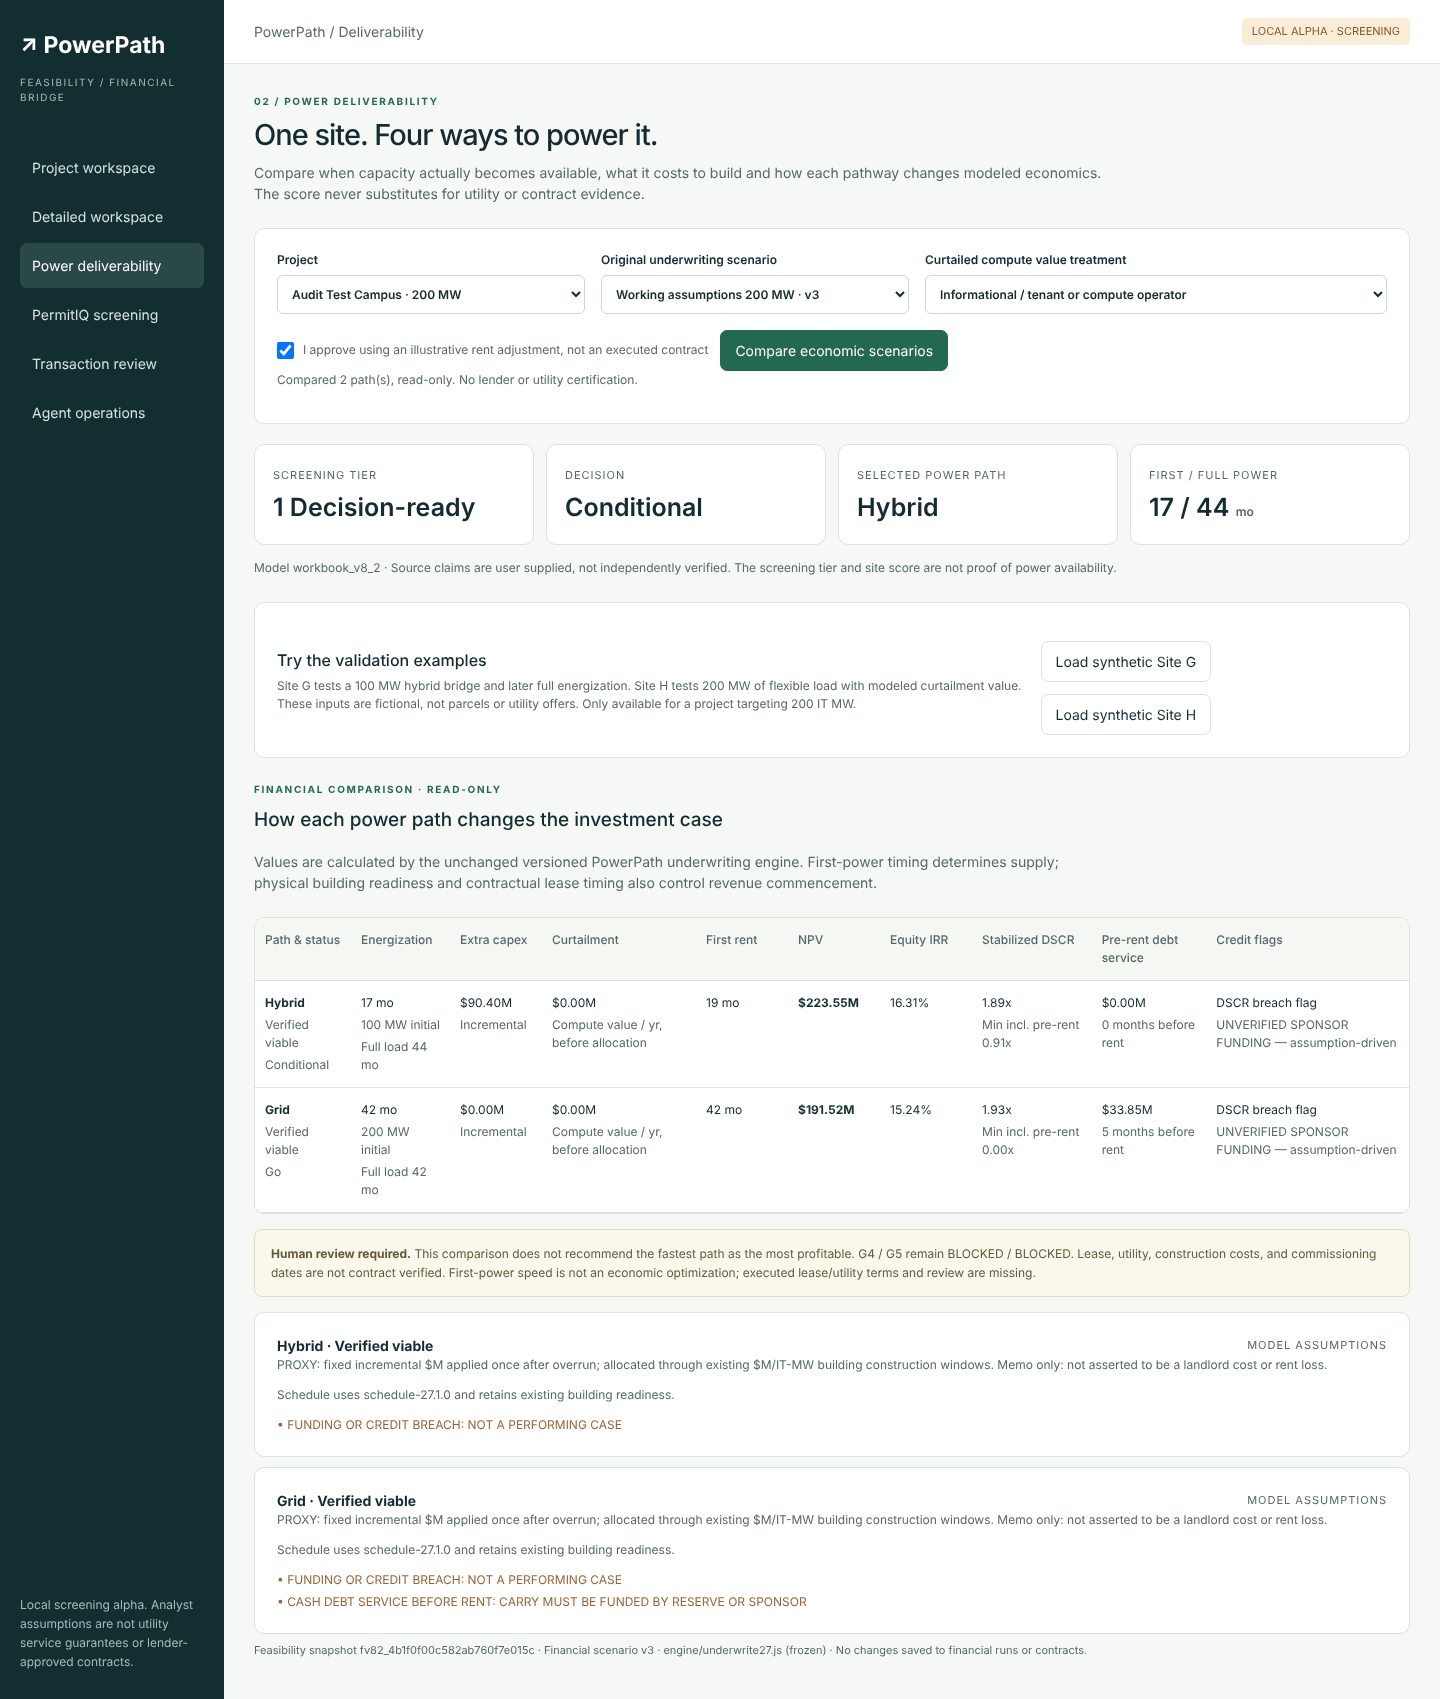 PowerPath
FEASIBILITY / FINANCIAL
BRIDGE
Project workspace
Detailed workspace
Power deliverability
PermitIQ screening
Transaction review
Agent operations
Local screening alpha. Analyst
assumptions are not utility
service guarantees or lender-
approved contracts.
PowerPath / Deliverability
LOCAL ALPHA · SCREENING
02 / POWER DELIVERABILITY
One site. Four ways to power it.
Compare when capacity actually becomes available, what it costs to build and how each pathway changes modeled economics.
The score never substitutes for utility or contract evidence.
Project
Original underwriting scenario
Curtailed compute value treatment
Audit Test Campus · 200 MW
Working assumptions 200 MW · v3
Informational / tenant or compute operator
I approve using an illustrative rent adjustment, not an executed contract
Compare economic scenarios
Compared 2 path(s), read-only. No lender or utility certification.
SCREENING TIER
1 Decision-ready
DECISION
Conditional
SELECTED POWER PATH
Hybrid
FIRST / FULL POWER
17 / 44 mo
Model workbook_v8_2 · Source claims are user supplied, not independently verified. The screening tier and site score are not proof of power availability.
Try the validation examples
Site G tests a 100 MW hybrid bridge and later full energization. Site H tests 200 MW of flexible load with modeled curtailment value.
These inputs are fictional, not parcels or utility offers. Only available for a project targeting 200 IT MW.
Load synthetic Site G
Load synthetic Site H
FINANCIAL COMPARISON · READ-ONLY
How each power path changes the investment case
Values are calculated by the unchanged versioned PowerPath underwriting engine. First-power timing determines supply;
physical building readiness and contractual lease timing also control revenue commencement.
Path & status
Energization
Extra capex
Curtailment
First rent
NPV
Equity IRR
Stabilized DSCR
Pre-rent debt
service
Credit flags
Hybrid
Verified
viable
Conditional
17 mo
100 MW initial
Full load 44
mo
$90.40M
Incremental
$0.00M
Compute value / yr,
before allocation
19 mo
$223.55M
16.31%
1.89x
Min incl. pre-rent
0.91x
$0.00M
0 months before
rent
DSCR breach flag
UNVERIFIED SPONSOR
FUNDING — assumption-driven
Grid
Verified
viable
Go
42 mo
200 MW
initial
Full load 42
mo
$0.00M
Incremental
$0.00M
Compute value / yr,
before allocation
42 mo
$191.52M
15.24%
1.93x
Min incl. pre-rent
0.00x
$33.85M
5 months before
rent
DSCR breach flag
UNVERIFIED SPONSOR
FUNDING — assumption-driven
Human review required. This comparison does not recommend the fastest path as the most profitable. G4 / G5 remain BLOCKED / BLOCKED. Lease, utility, construction costs, and commissioning
dates are not contract verified. First-power speed is not an economic optimization; executed lease/utility terms and review are missing.
Hybrid · Verified viable
MODEL ASSUMPTIONS
PROXY: fixed incremental $M applied once after overrun; allocated through existing $M/IT-MW building construction windows. Memo only: not asserted to be a landlord cost or rent loss.
Schedule uses schedule-27.1.0 and retains existing building readiness.
• FUNDING OR CREDIT BREACH: NOT A PERFORMING CASE
Grid · Verified viable
MODEL ASSUMPTIONS
PROXY: fixed incremental $M applied once after overrun; allocated through existing $M/IT-MW building construction windows. Memo only: not asserted to be a landlord cost or rent loss.
Schedule uses schedule-27.1.0 and retains existing building readiness.
• FUNDING OR CREDIT BREACH: NOT A PERFORMING CASE
• CASH DEBT SERVICE BEFORE RENT: CARRY MUST BE FUNDED BY RESERVE OR SPONSOR
Feasibility snapshot fv82_4b1f0f00c582ab760f7e015c · Financial scenario v3 · engine/underwrite27.js (frozen) · No changes saved to financial runs or contracts.